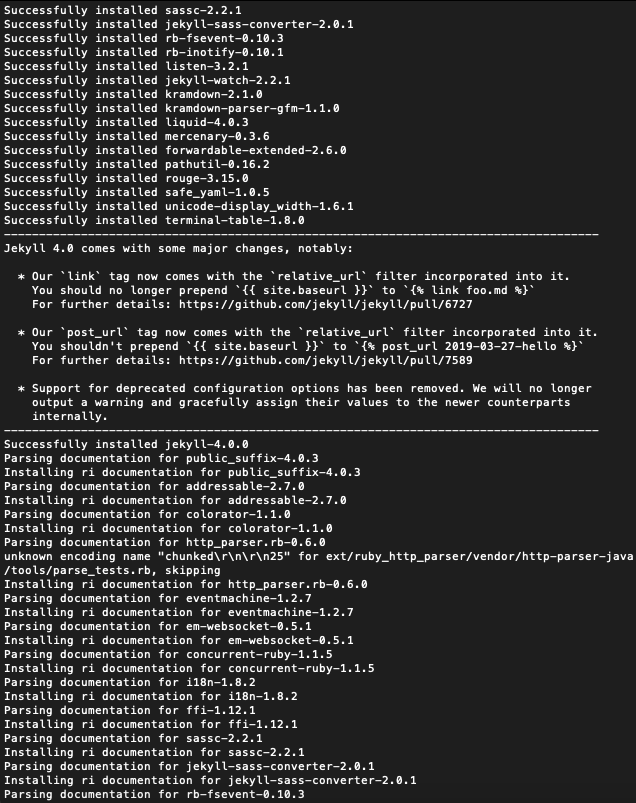 Successfully installed sassc-2.2.1
Successfully installed jekyll-sass-converter-2.0.1
Successfully installed rb-fsevent-0.10.3
Successfully installed rb-inotify-0.10.1
Successfully installed listen-3.2.1
Successfully installed jekyll-watch-2.2.1
Successfully installed kramdown-2.1.0
Successfully installed kramdown-parser-gfm-1.1.0
Successfully installed liquid-4.0.3
Successfully installed mercenary-0.3.6
Successfully installed forwardable-extended-2.6.0
Successfully installed pathutil-0.16.2
Successfully installed rouge-3.15.0
Successfully installed safe_yaml-1.0.5
Successfully installed unicode-display_width-1.6.1
Successfully installed terminal-table-1.8.0
-------------------------------------------------------------------------------------
Jekyll 4.0 comes with some major changes, notably:

  * Our `link` tag now comes with the `relative_url` filter incorporated into it.
    You should no longer prepend `{{ site.baseurl }}` to `{% link foo.md %}`
    For further details: https://github.com/jekyll/jekyll/pull/6727

  * Our `post_url` tag now comes with the `relative_url` filter incorporated into it.
    You shouldn't prepend `{{ site.baseurl }}` to `{% post_url 2019-03-27-hello %}`
    For further details: https://github.com/jekyll/jekyll/pull/7589

  * Support for deprecated configuration options has been removed. We will no longer
    output a warning and gracefully assign their values to the newer counterparts
    internally.
-------------------------------------------------------------------------------------
Successfully installed jekyll-4.0.0
Parsing documentation for public_suffix-4.0.3
Installing ri documentation for public_suffix-4.0.3
Parsing documentation for addressable-2.7.0
Installing ri documentation for addressable-2.7.0
Parsing documentation for colorator-1.1.0
Installing ri documentation for colorator-1.1.0
Parsing documentation for http_parser.rb-0.6.0
unknown encoding name "chunked\r\n\r\n25" for ext/ruby_http_parser/vendor/http-parser-java
/tools/parse_tests.rb, skipping
Installing ri documentation for http_parser.rb-0.6.0
Parsing documentation for eventmachine-1.2.7
Installing ri documentation for eventmachine-1.2.7
Parsing documentation for em-websocket-0.5.1
Installing ri documentation for em-websocket-0.5.1
Parsing documentation for concurrent-ruby-1.1.5
Installing ri documentation for concurrent-ruby-1.1.5
Parsing documentation for i18n-1.8.2
Installing ri documentation for i18n-1.8.2
Parsing documentation for ffi-1.12.1
Installing ri documentation for ffi-1.12.1
Parsing documentation for sassc-2.2.1
Installing ri documentation for sassc-2.2.1
Parsing documentation for jekyll-sass-converter-2.0.1
Installing ri documentation for jekyll-sass-converter-2.0.1
Parsing documentation for rb-fsevent-0.10.3